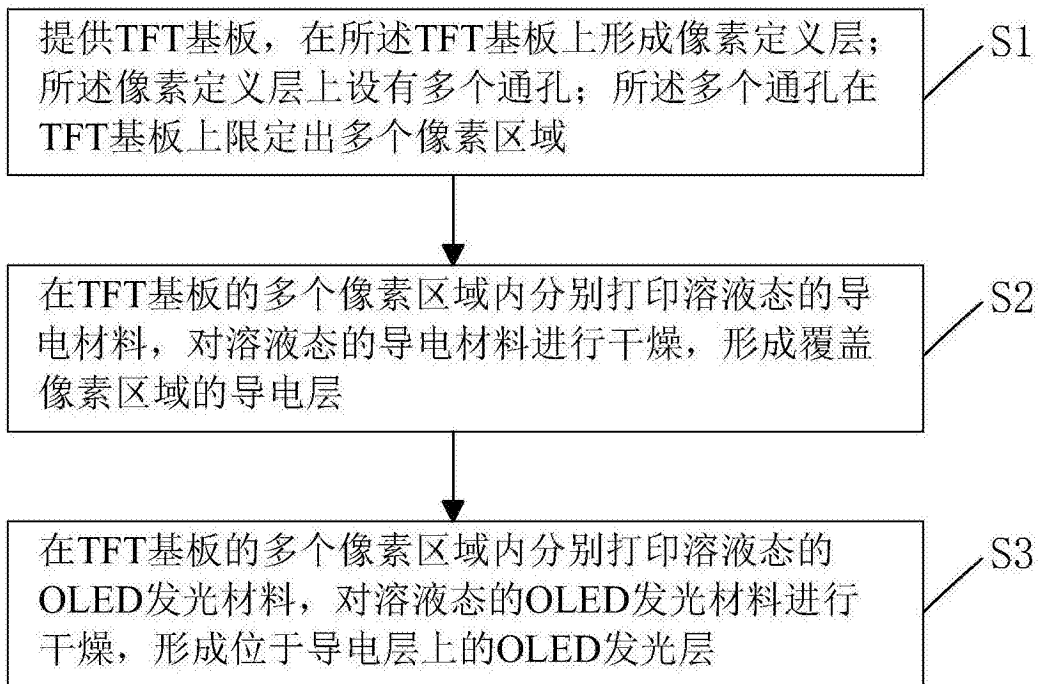 提供TFT基板，在所述TFT基板上形成像素定义层；
所述像素定义层上设有多个通孔；所述多个通孔在
TFT基板上限定出多个像素区域
S1
在TFT基板的多个像素区域内分别打印溶液态的导
电材料，对溶液态的导电材料进行干燥，形成覆盖
像素区域的导电层
S2
在TFT基板的多个像素区域内分别打印溶液态的
OLED发光材料，对溶液态的OLED发光材料进行
干燥，形成位于导电层上的OLED发光层
S3